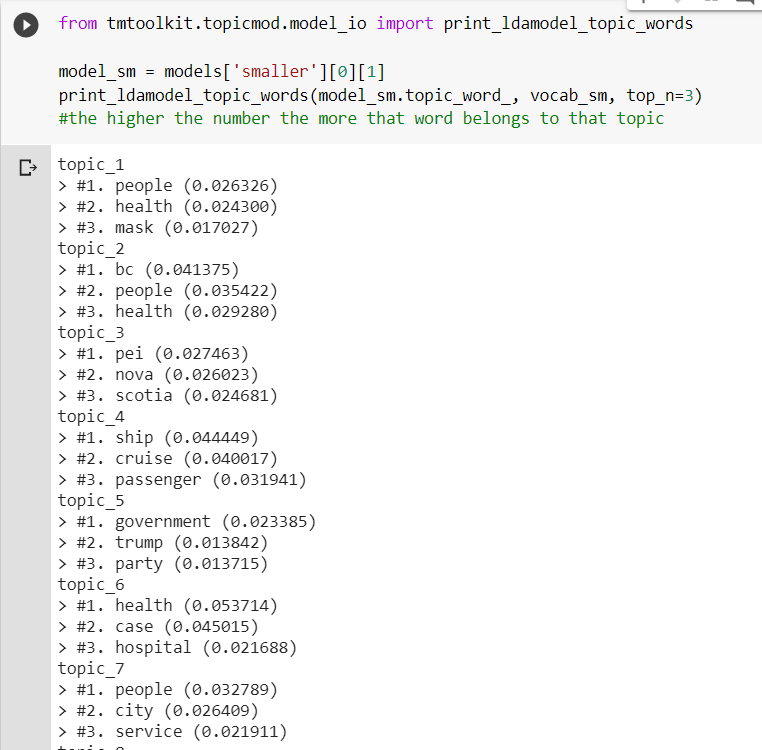 from tmtoolkit.topicmod.model_io import print_ldamodel_topic_words
model_sm = models['smaller'][0][1]
print_ldamodel_topic_words(model_sm.topic_word_, vocab_sm, top_n=3)
#the higher the number the more that word belongs to that topic
topic_1
> #1. people (0.026326)
> #2. health (0.024300)
> #3. mask (0.017027)
topic_2
> #1. bc (0.041375)
> #2. people (0.035422)
> #3. health (0.029280)
topic_3
> #1. pei (0.027463)
> #2. nova (0.026023)
> #3. scotia (0.024681)
topic_4
> #1. ship (0.044449)
> #2. cruise (0.040017)
> #3. passenger (0.031941)
topic_5
> #1. government (0.023385)
> #2. trump (0.013842)
> #3. party (0.013715)
topic_6
> #1. health (0.053714)
> #2. case (0.045015)
> #3. hospital (0.021688)
topic_7
> #1. people (0.032789)
> #2. city (0.026409)
> #3. service (0.021911)